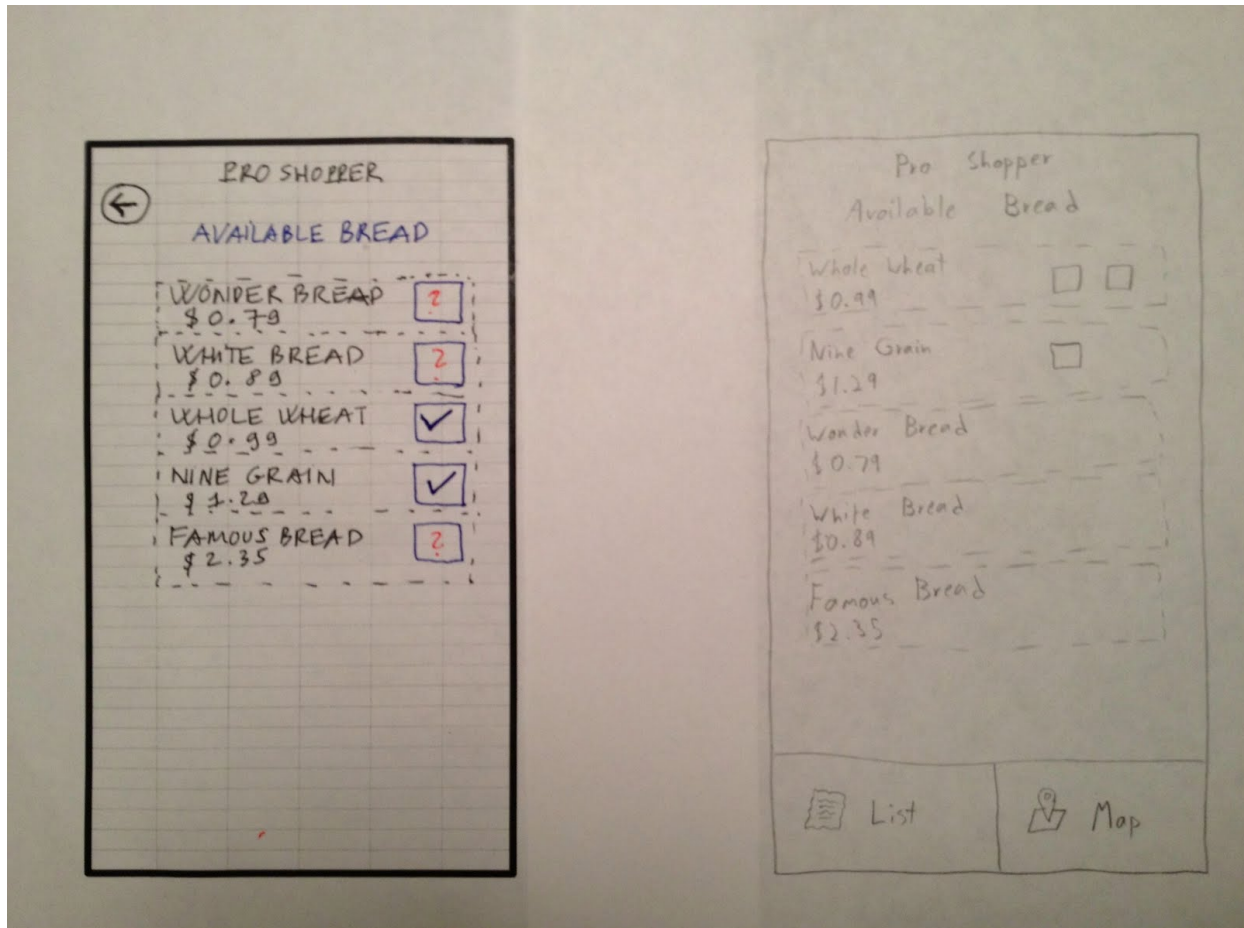 PRO SHOPPER
AVAILABLE BREAD
WONDER BREAD
$0.79
?
WHITE BREAD
$0.89
?
WHOLE WHEAT
$0.99
NINE GRAIN
$1.29
FAMOUS BREAD
$2.35
?
Pro Shopper
Available Bread
Whole Wheat
$0.99
Nine Grain
$1.29
Wonder Bread
$0.79
White Bread
$0.89
Famous Bread
$2.35
List
Map